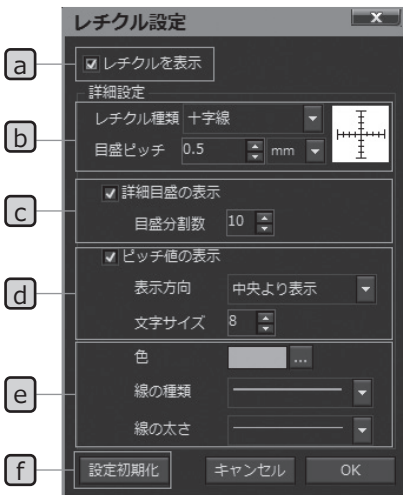 レチクル設定
x
a
レチクルを表示
詳細設定
b
レチクル種類 十字線
目盛ピッチ 0.5 mm
c
詳細目盛の表示
目盛分割数 10
d
ピッチ値の表示
表示方向 中央より表示
文字サイズ 8
e
色 ...
線の種類
線の太さ
f
設定初期化 キャンセル OK